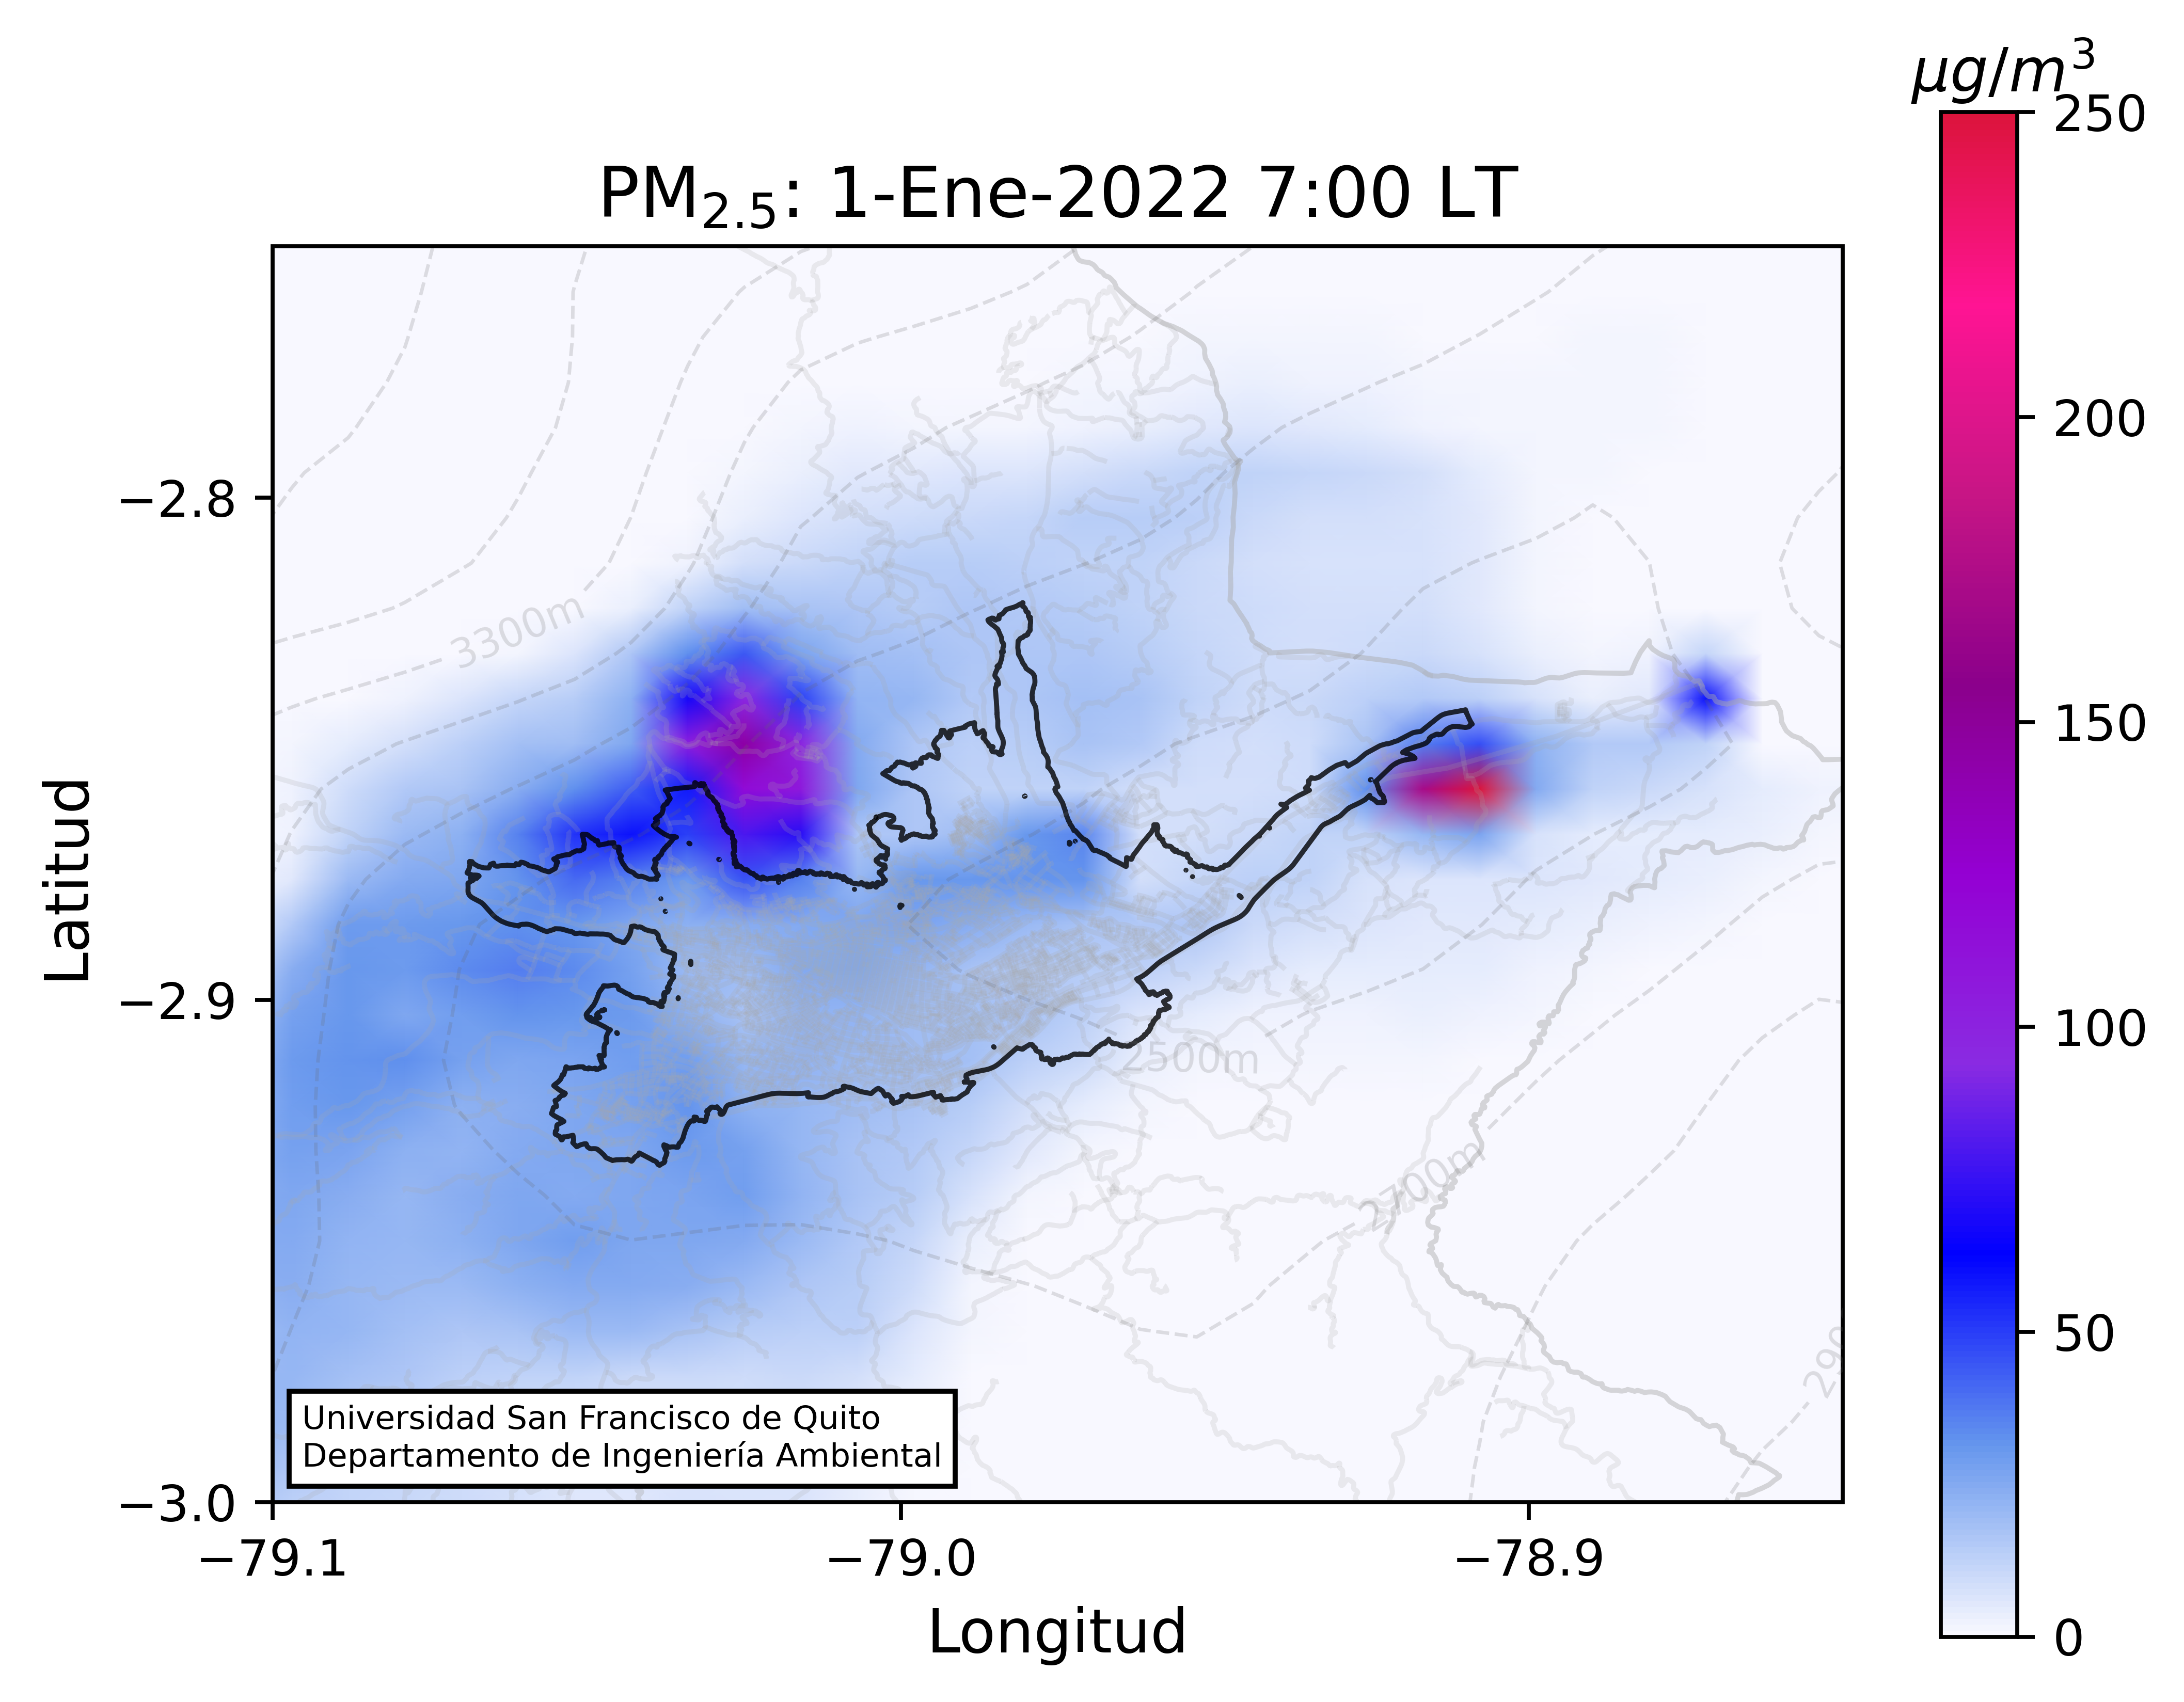 μg/m³
PM₂.₅: 1-Ene-2022 7:00 LT
250
200
150
100
50
0
Latitud
−2.8
−2.9
−3.0
3300m
2500m
2700m
Universidad San Francisco de Quito
Departamento de Ingeniería Ambiental
−79.1
−79.0
−78.9
Longitud